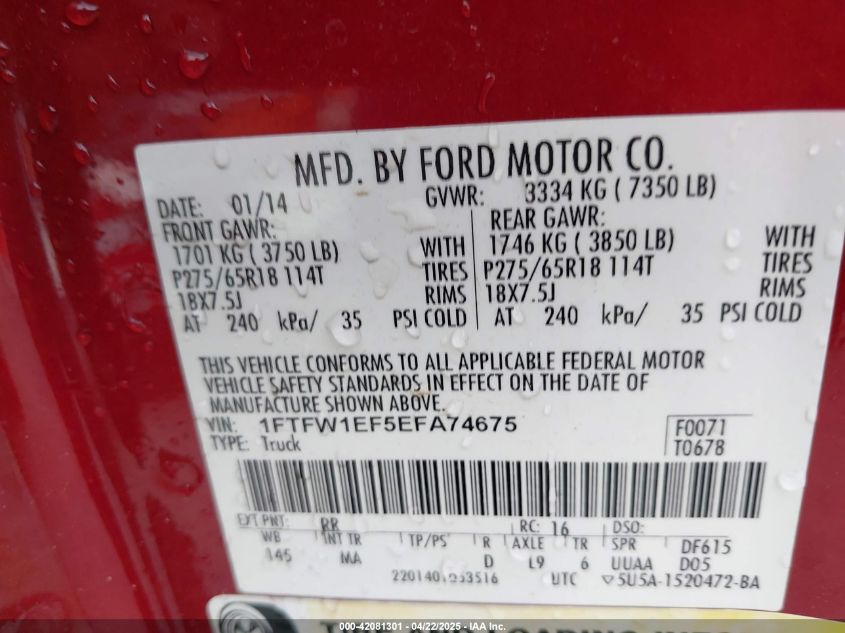 MFD. BY FORD MOTOR CO.
DATE: 01/14
GVWR: 3334 KG ( 7350 LB)
FRONT GAWR:
1701 KG ( 3750 LB) WITH
P275/65R18 114T TIRES
18X7.5J RIMS
AT 240 kPa/ 35 PSI COLD
REAR GAWR:
1746 KG ( 3850 LB) WITH
P275/65R18 114T TIRES
18X7.5J RIMS
AT 240 kPa/ 35 PSI COLD
THIS VEHICLE CONFORMS TO ALL APPLICABLE FEDERAL MOTOR
VEHICLE SAFETY STANDARDS IN EFFECT ON THE DATE OF
MANUFACTURE SHOWN ABOVE.
VIN: 1FTFW1EF5EFA74675
TYPE: Truck
F0071
T0678
EXT PNT: RR RC: 16 DSO:
WB INT TR TP/PS R AXLE TR SPR DF615
145 MA D L9 6 UUAA D05
UTC 5U5A-1520472-BA
000-42081301 - 04/22/2025 - IAA Inc.